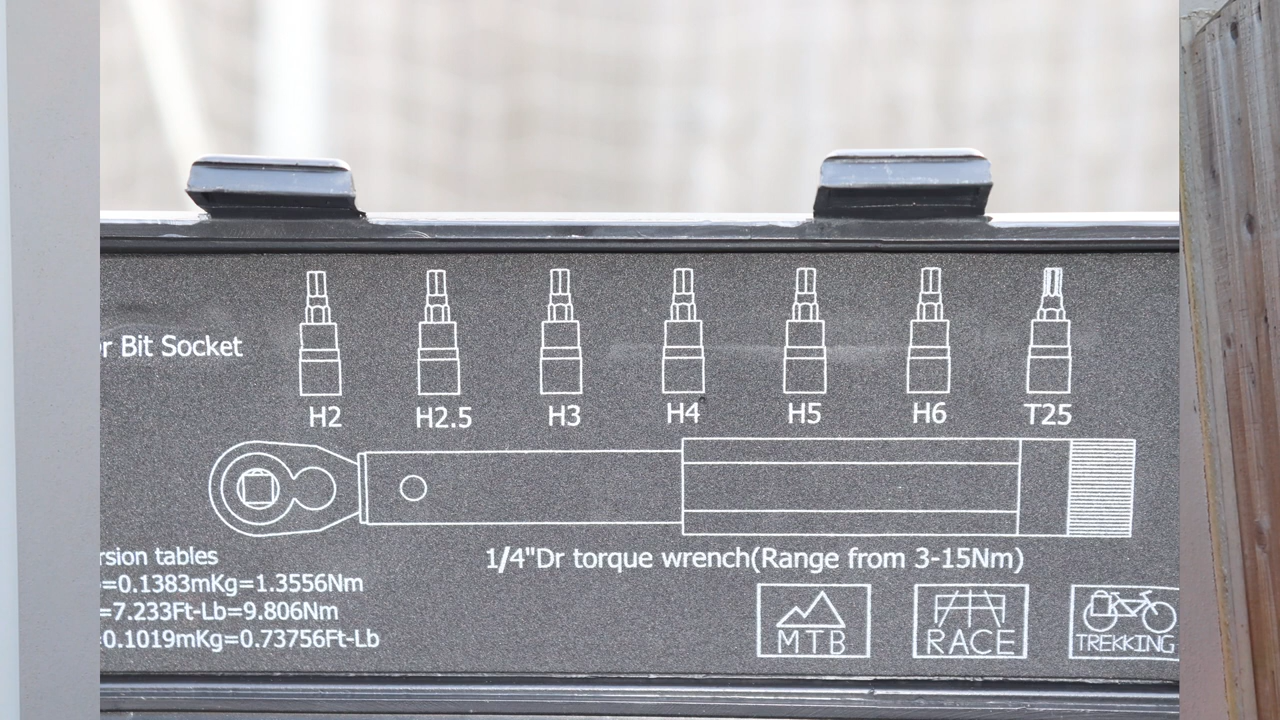 r Bit Socket
H2 H2.5 H3 H4 H5 H6 T25
1/4"Dr torque wrench(Range from 3-15Nm)
rsion tables
=0.1383mKg=1.3556Nm
=7.233Ft-Lb=9.806Nm
0.1019mKg=0.73756Ft-Lb
MTB RACE TREKKING